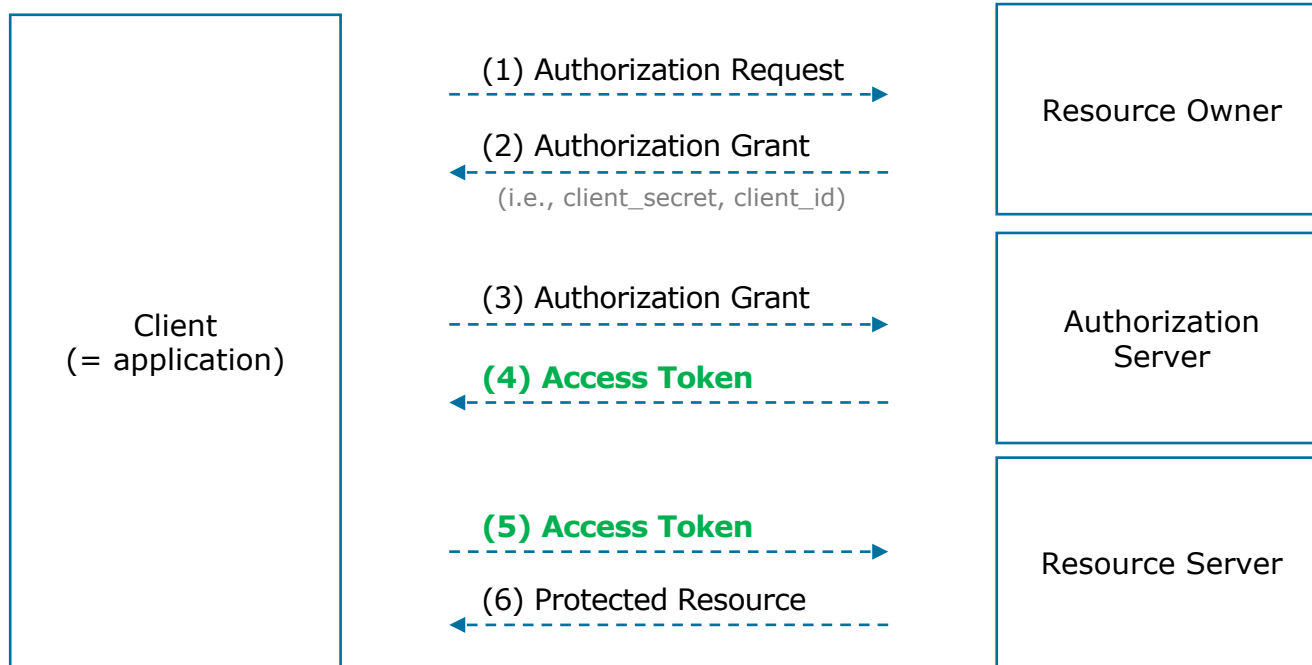 (1) Authorization Request
Resource Owner
(2) Authorization Grant
(i.e., client_secret, client_id)
(3) Authorization Grant
Client
(= application)
Authorization
Server
(4) Access Token
(5) Access Token
Resource Server
(6) Protected Resource